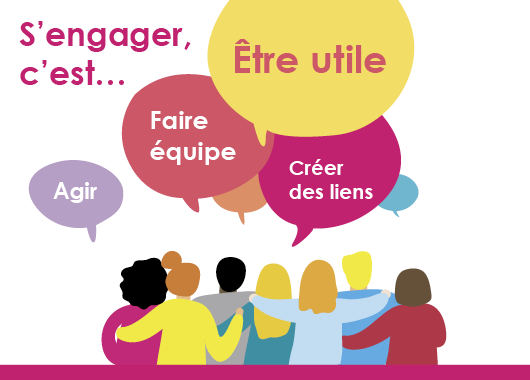 S’engager,
c’est...
Être utile
Faire
équipe
Créer
des liens
Agir